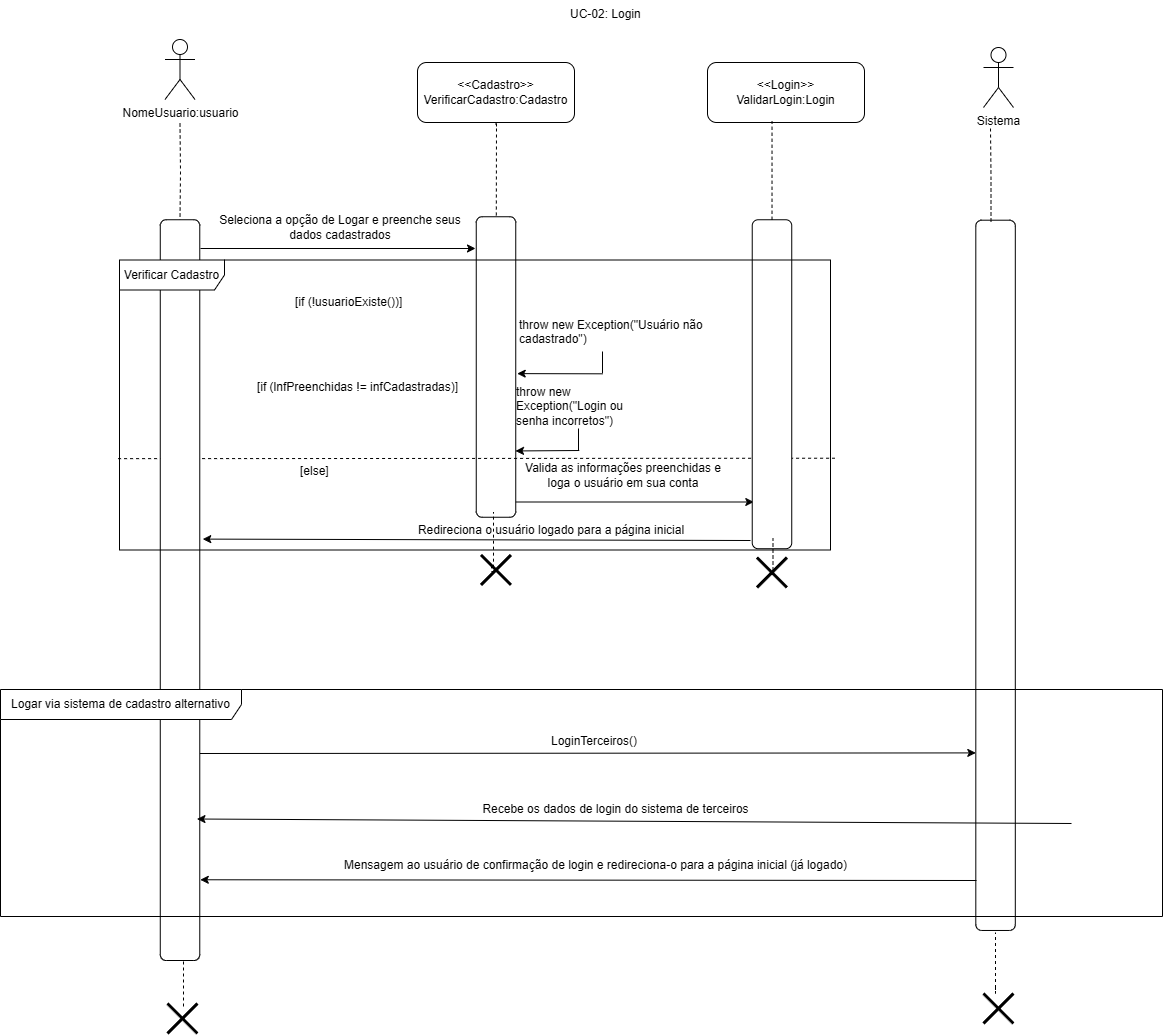 UC-02: Login
NomeUsuario:usuario
<<Cadastro>>
VerificarCadastro:Cadastro
<<Login>>
ValidarLogin:Login
Sistema
Seleciona a opção de Logar e preenche seus
dados cadastrados
Verificar Cadastro
[if (!usuarioExiste())]
throw new Exception("Usuário não
cadastrado")
[if (InfPreenchidas != infCadastradas)]
throw new
Exception("Login ou
senha incorretos")
[else]
Valida as informações preenchidas e
loga o usuário em sua conta
Redireciona o usuário logado para a página inicial
Logar via sistema de cadastro alternativo
LoginTerceiros()
Recebe os dados de login do sistema de terceiros
Mensagem ao usuário de confirmação de login e redireciona-o para a página inicial (já logado)